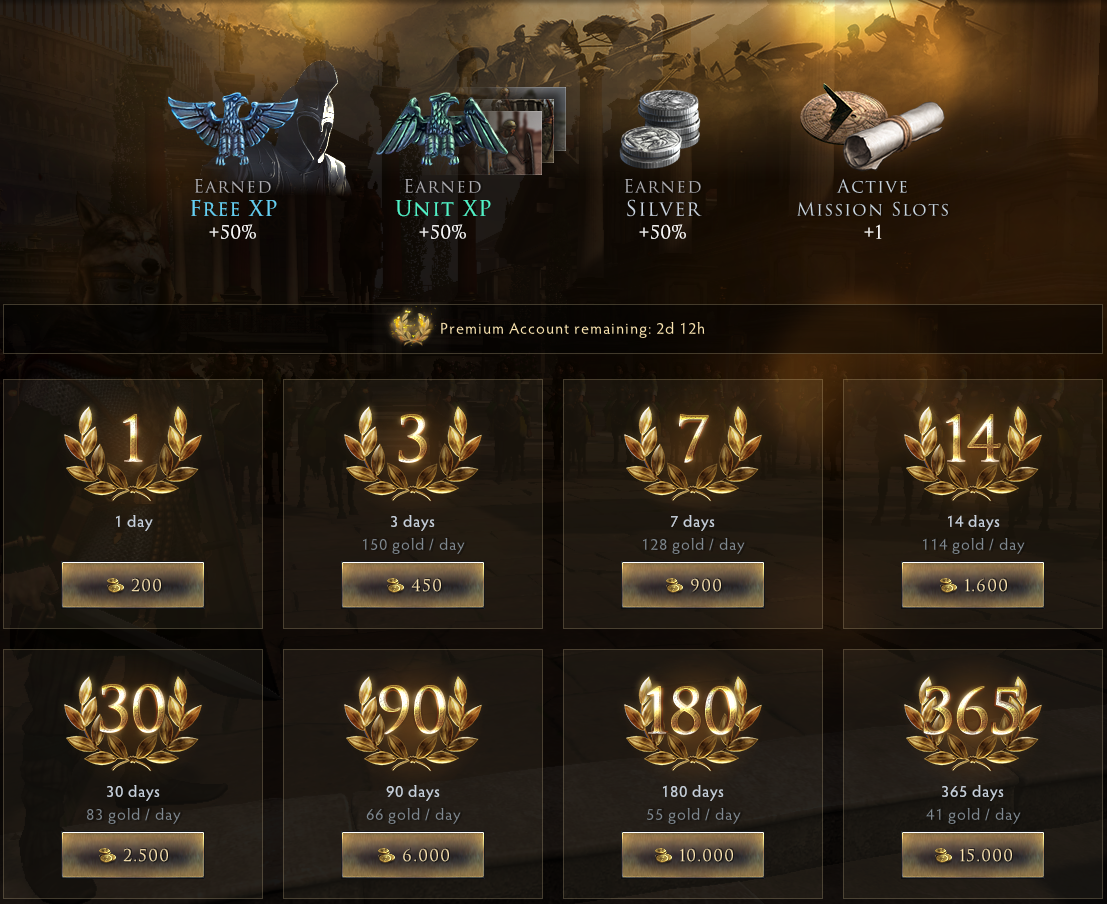 Earned
Free XP
+50%
Earned
Unit XP
+50%
Earned
Silver
+50%
Active
Mission Slots
+1
Premium Account remaining: 2d 12h
1
1 day
200
3
3 days
150 gold / day
450
7
7 days
128 gold / day
900
14
14 days
114 gold / day
1.600
30
30 days
83 gold / day
2.500
90
90 days
66 gold / day
6.000
180
180 days
55 gold / day
10.000
365
365 days
41 gold / day
15.000